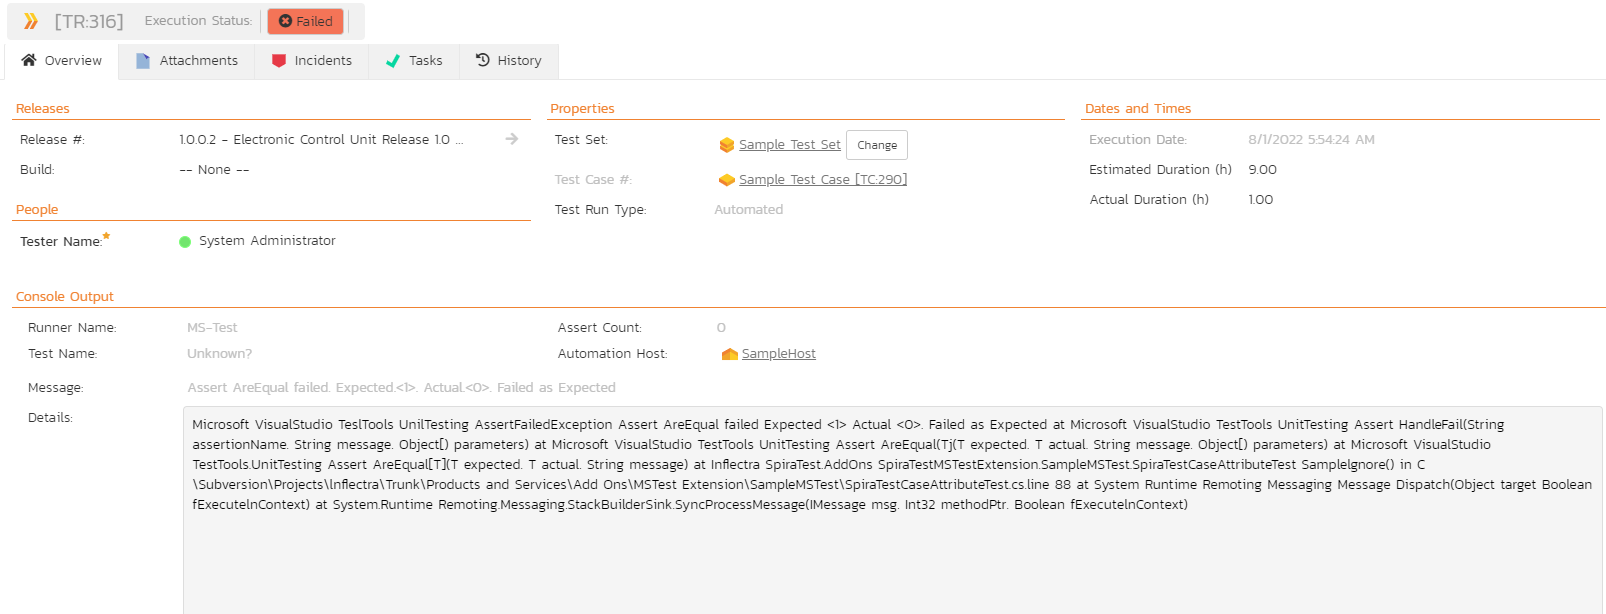 [TR:316] Execution Status: Failed
Overview Attachments Incidents Tasks History
Releases
Release #: 1.0.0.2 - Electronic Control Unit Release 1.0 ...
Build: -- None --
People
Tester Name: System Administrator
Properties
Test Set: Sample Test Set Change
Test Case #: Sample Test Case [TC:290]
Test Run Type: Automated
Dates and Times
Execution Date: 8/1/2022 5:54:24 AM
Estimated Duration (h) 9.00
Actual Duration (h) 1.00
Console Output
Runner Name: MS-Test Assert Count: 0
Test Name: Unknown? Automation Host: SampleHost
Message: Assert AreEqual failed. Expected.<1>. Actual.<0>. Failed as Expected
Details:
Microsoft VisualStudio TeslTools UnilTesting AssertFailedException Assert AreEqual failed Expected <1> Actual <0>. Failed as Expected at Microsoft VisualStudio TestTools UnitTesting Assert HandleFail(String
assertionName. String message. Object[) parameters) at Microsoft VisualStudio TestTools UnitTesting Assert AreEqual(Tj(T expected. T actual. String message. Object[) parameters) at Microsoft VisualStudio
TestTools.UnitTesting Assert AreEqual[T](T expected. T actual. String message) at Inflectra SpiraTest.AddOns SpiraTestMSTestExtension.SampleMSTest.SpiraTestCaseAttributeTest Samplelgnore() in C
\Subversion\Projects\lnflectra\Trunk\Products and Services\Add Ons\MSTest Extension\SampleMSTest\SpiraTestCaseAttributeTest.cs.line 88 at System Runtime Remoting Messaging Message Dispatch(Object target Boolean
fExecutelnContext) at System.Runtime Remoting.Messaging.StackBuilderSink.SyncProcessMessage(IMessage msg. Int32 methodPtr. Boolean fExecutelnContext)